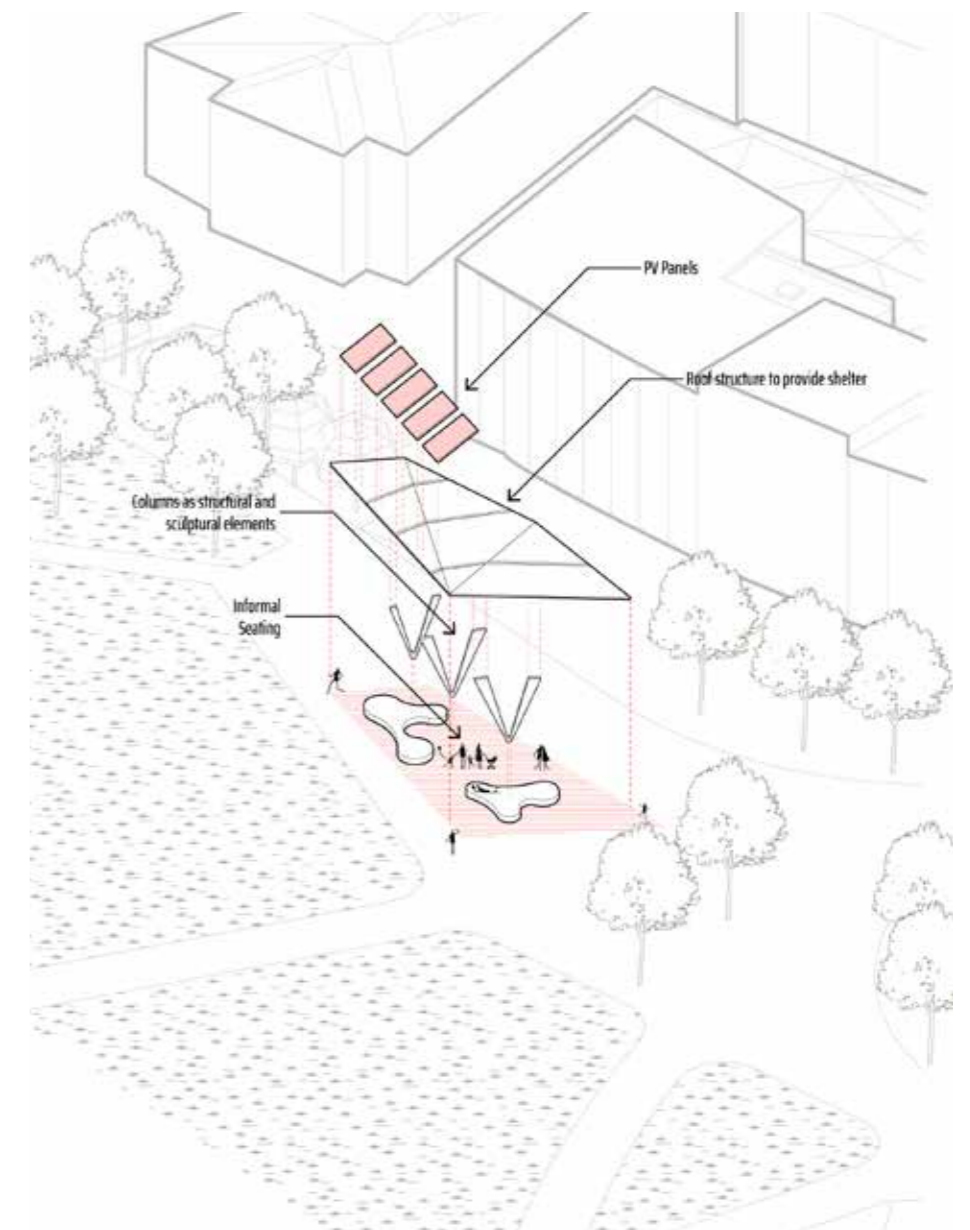 PV Panels
Roof structure to provide shelter
Columns as structural and
sculptural elements
Informal
Seating